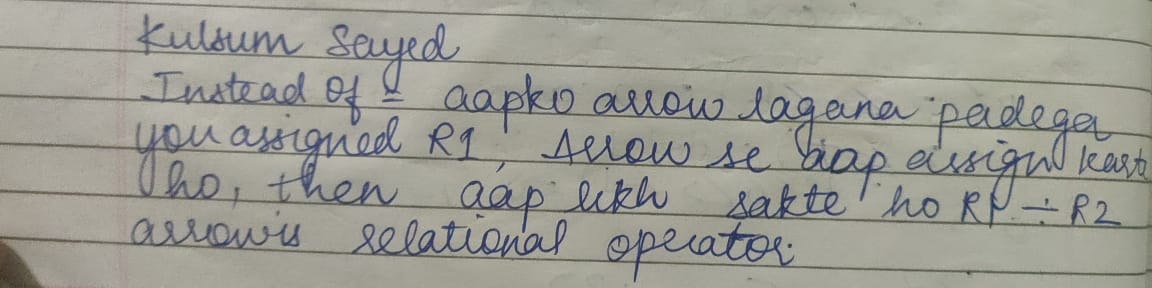 Kulsum Sayed
Instead of = aapko arrow lagana padega
you assigned R1, Arrow se aap assign karte
ho, then aap likh sakte ho RP ÷ R2
arrow is relational operator.